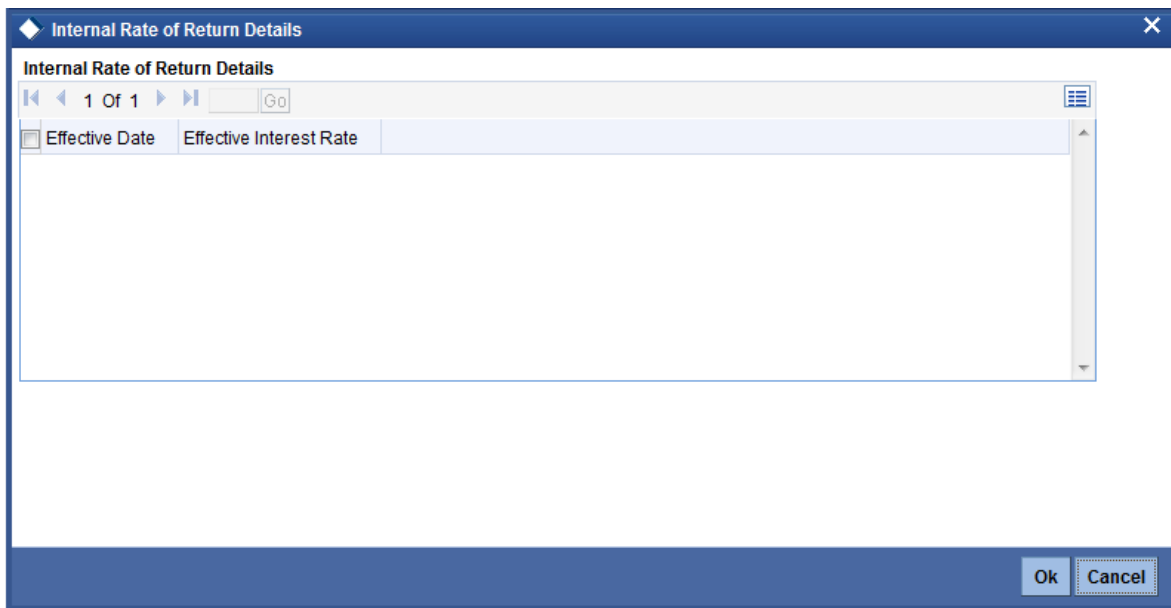 Internal Rate of Return Details
Internal Rate of Return Details
1 Of 1 Go
Effective Date Effective Interest Rate
Ok Cancel